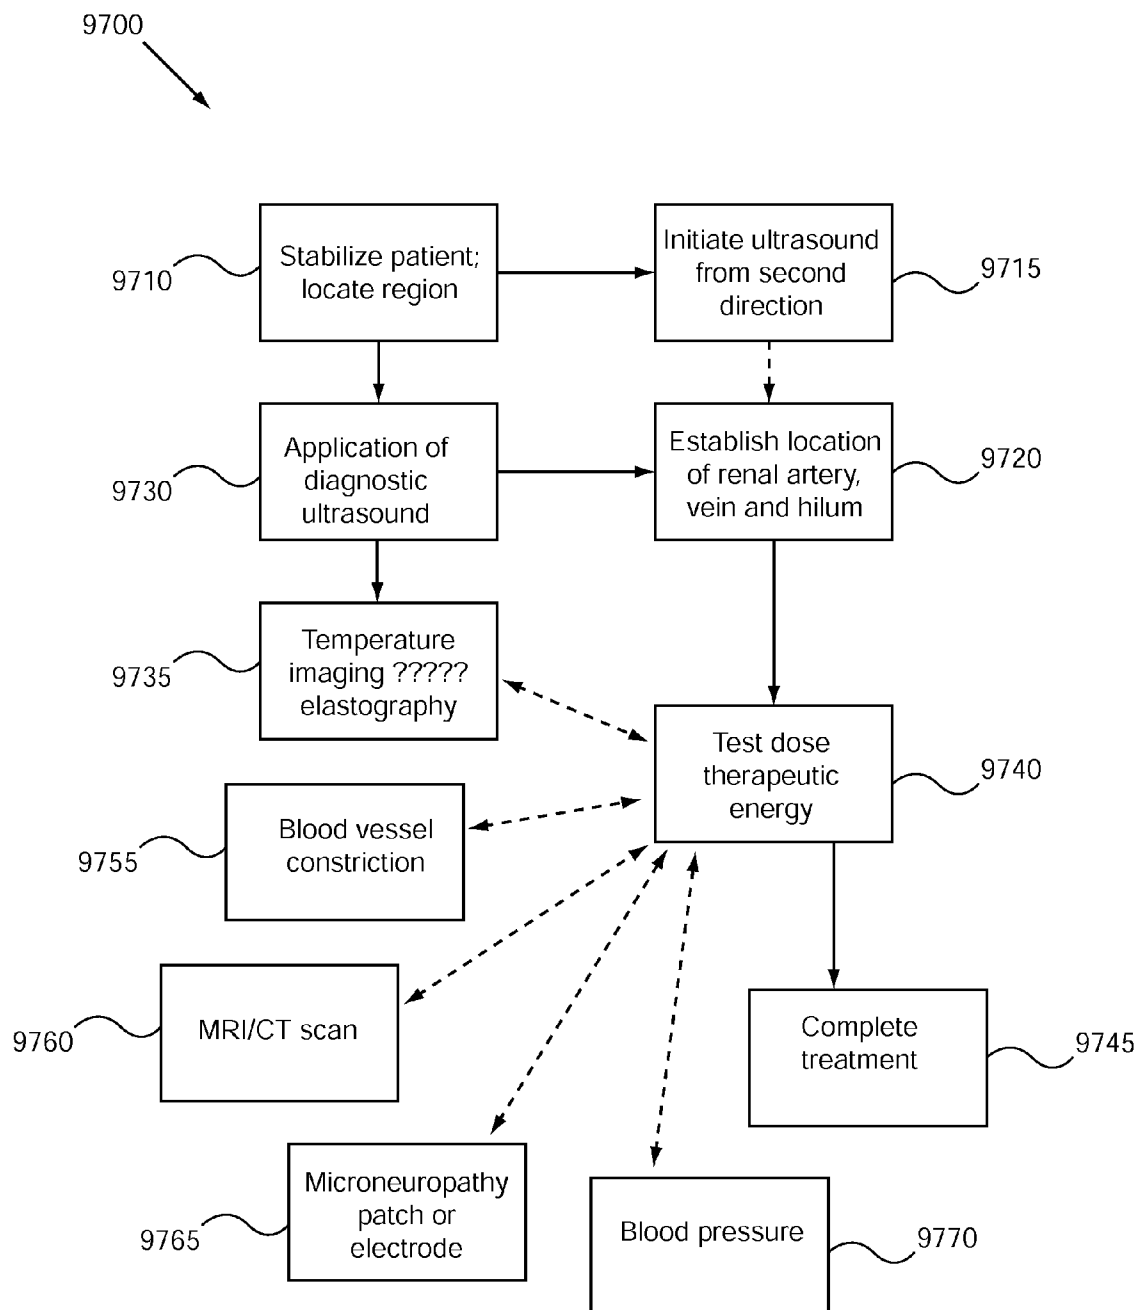 9700
9710
Stabilize patient;
locate region
Initiate ultrasound
from second
direction
9715
9730
Application of
diagnostic
ultrasound
Establish location
of renal artery,
vein and hilum
9720
9735
Temperature
imaging ?????
elastography
Test dose
therapeutic
energy
9740
9755
Blood vessel
constriction
9760
MRI/CT scan
Complete
treatment
9745
9765
Microneuropathy
patch or
electrode
Blood pressure
9770